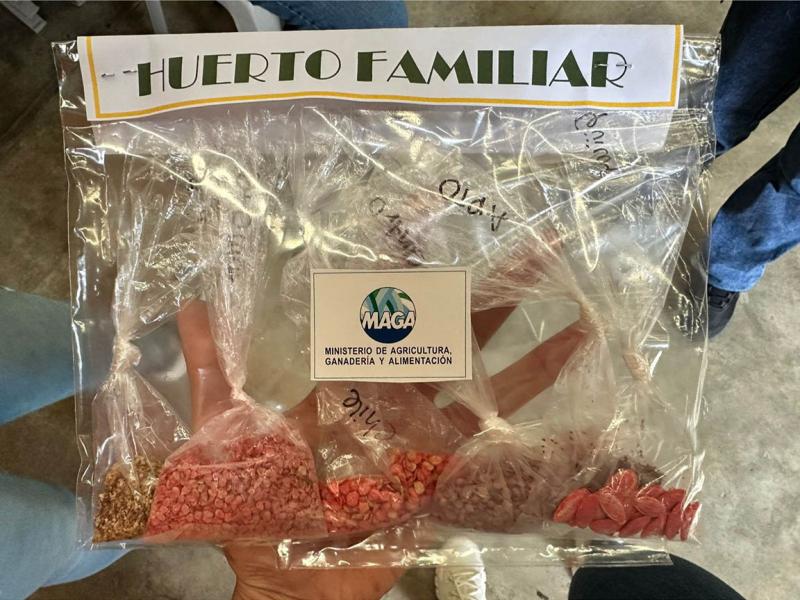 HUERTO FAMILIAR
Apio
MAGA
MINISTERIO DE AGRICULTURA,
GANADERÍA Y ALIMENTACIÓN
chile